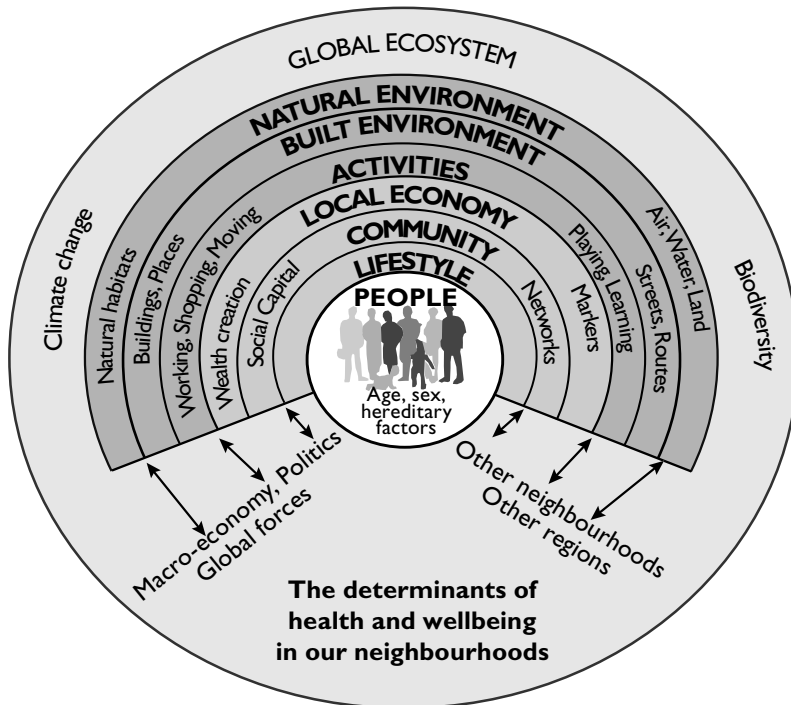 GLOBAL ECOSYSTEM
NATURAL ENVIRONMENT
BUILT ENVIRONMENT
ACTIVITIES
LOCAL ECONOMY
COMMUNITY
LIFESTYLE
PEOPLE
Age, sex,
hereditary
factors
Climate change
Natural habitats
Buildings, Places
Working, Shopping, Moving
Wealth creation
Social Capital
Networks
Markers
Playing, Learning
Streets, Routes
Air, Water, Land
Biodiversity
Macro-economy, Politics
Global forces
Other neighbourhoods
Other regions
The determinants of
health and wellbeing
in our neighbourhoods